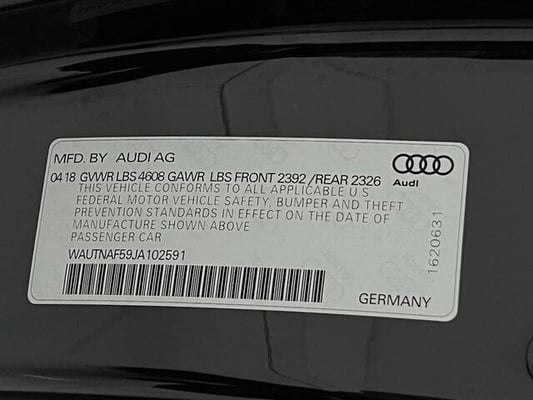 MFD. BY AUDI AG
04 18 GVWR LBS 4608 GAWR LBS FRONT 2392 /REAR 2326
THIS VEHICLE CONFORMS TO ALL APPLICABLE U.S
FEDERAL MOTOR VEHICLE SAFETY, BUMPER AND THEFT
PREVENTION STANDARDS IN EFFECT ON THE DATE OF
MANUFACTURE SHOWN ABOVE
PASSENGER CAR
WAUTNAF59JA102591
Audi
1620631
GERMANY